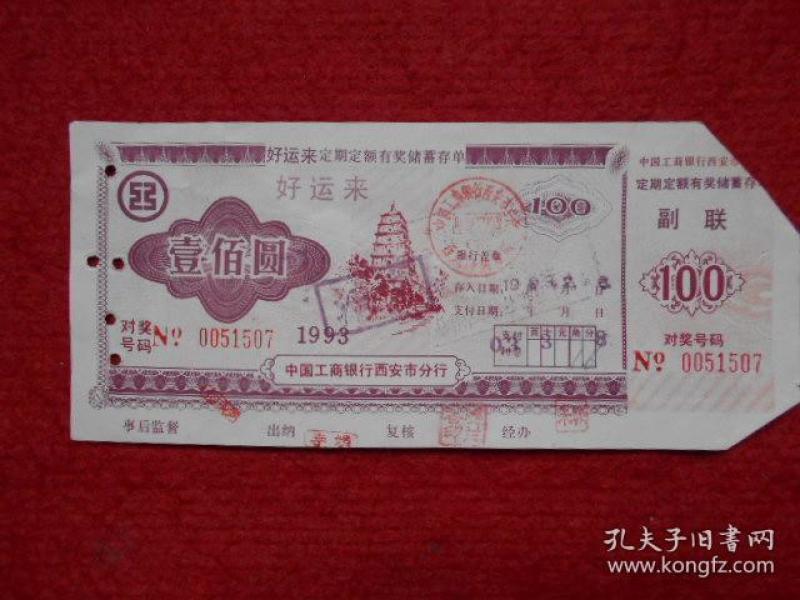 好运来定期定额有奖储蓄存单
好运来
壹佰圆
100
银行盖章
存入日期:
支付日期: 年 月 日
对奖
号码 Nº 0051507 1993
中国工商银行西安市分行
事后监督 出纳 复核 经办
中国工商银行西安市
定期定额有奖储蓄存
副联
100
对奖号码
Nº 0051507
孔夫子旧书网
www.kongfz.com